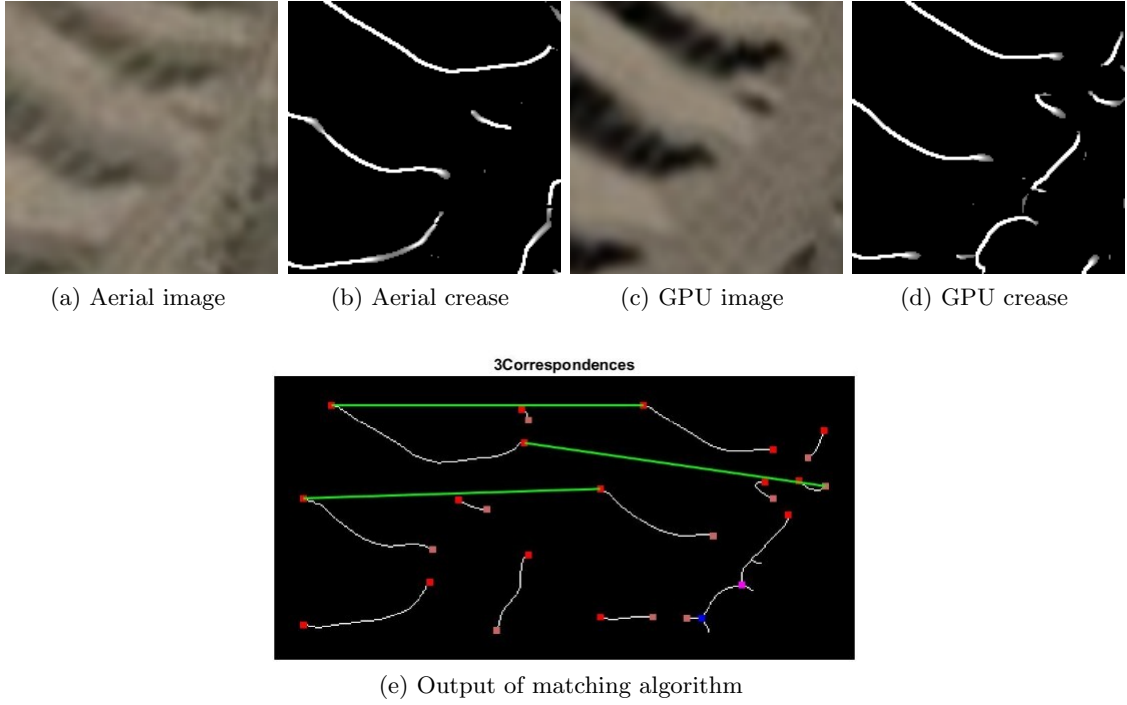 (a) Aerial image
(b) Aerial crease
(c) GPU image
(d) GPU crease
3Correspondences
(e) Output of matching algorithm